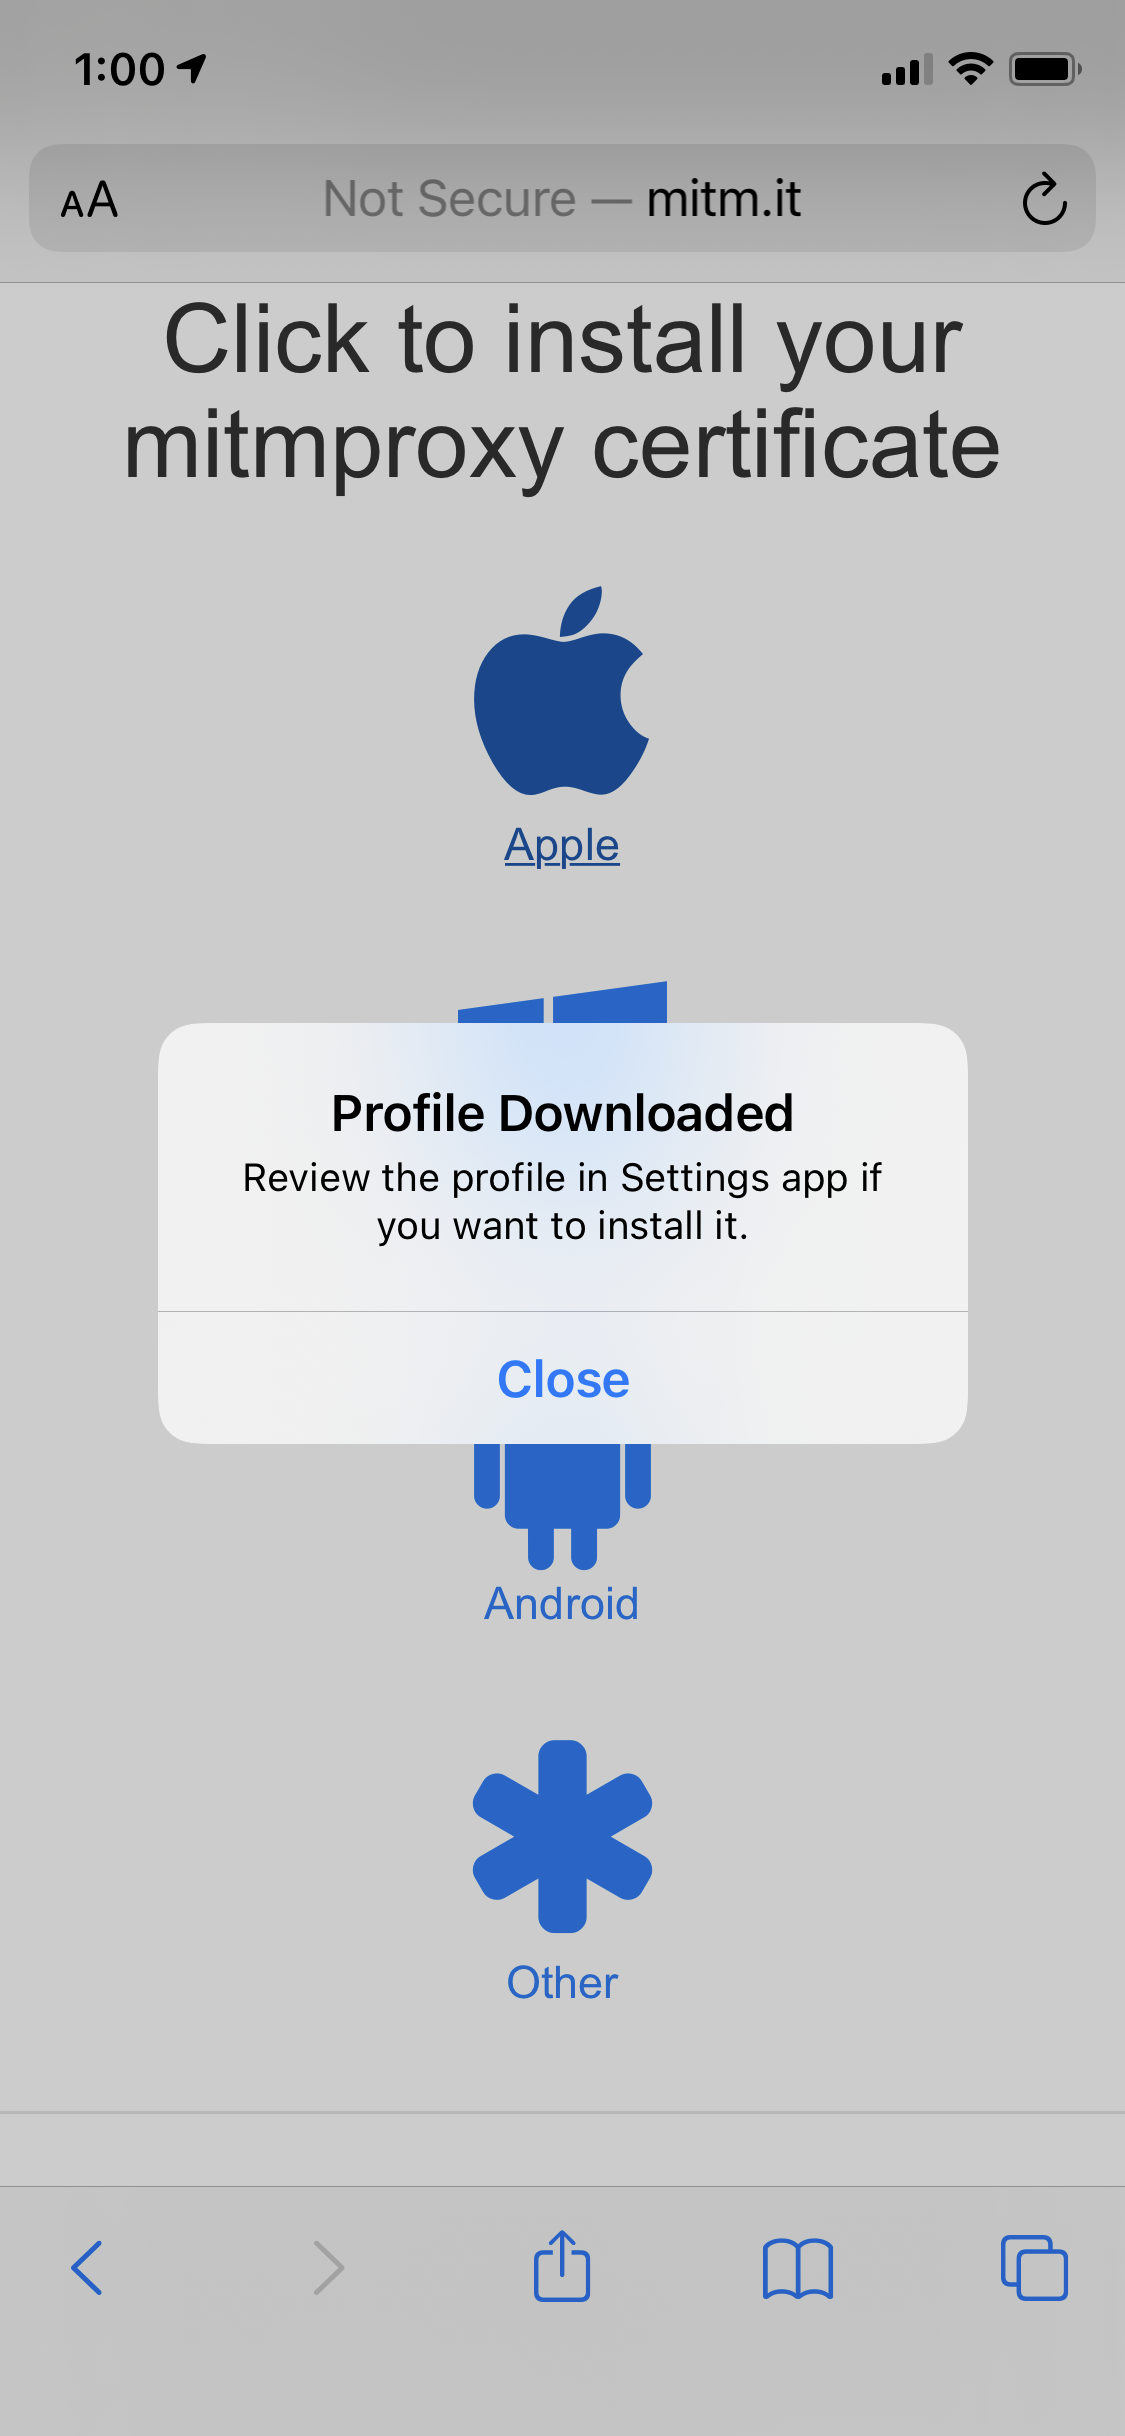 1:00
AA
Not Secure — mitm.it
Click to install your
mitmproxy certificate
Apple
Profile Downloaded
Review the profile in Settings app if
you want to install it.
Close
Android
Other